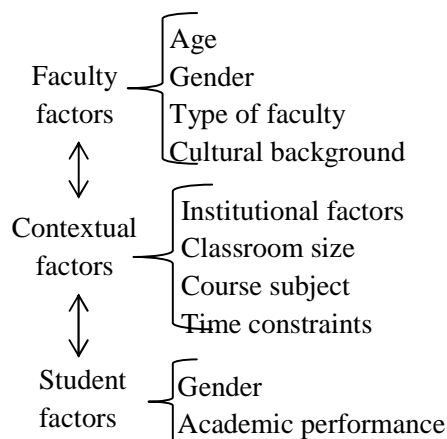 Faculty
factors
Age
Gender
Type of faculty
Cultural background
Contextual
factors
Institutional factors
Classroom size
Course subject
Time constraints
Student
factors
Gender
Academic performance